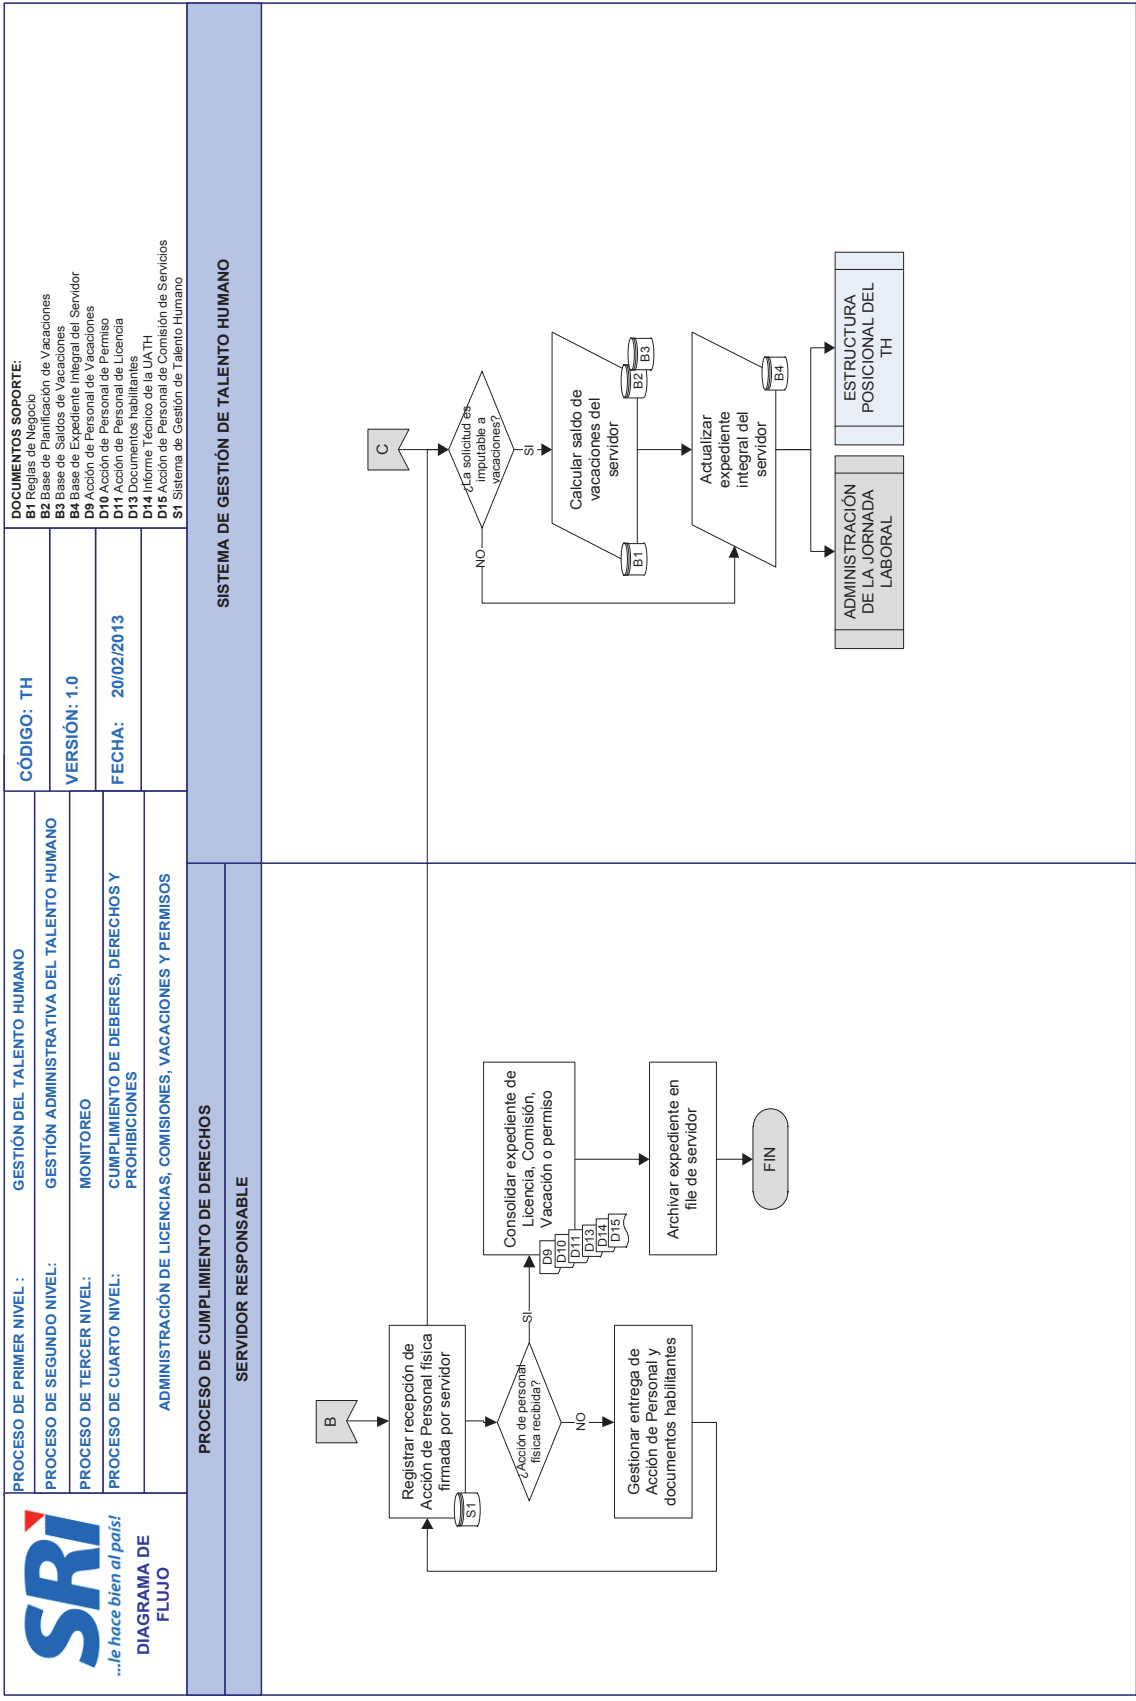 SRi
...le hace bien al país!
DIAGRAMA DE
FLUJO
PROCESO DE PRIMER NIVEL : GESTIÓN DEL TALENTO HUMANO
PROCESO DE SEGUNDO NIVEL: GESTIÓN ADMINISTRATIVA DEL TALENTO HUMANO
PROCESO DE TERCER NIVEL: MONITOREO
PROCESO DE CUARTO NIVEL: CUMPLIMIENTO DE DEBERES, DERECHOS Y
PROHIBICIONES
ADMINISTRACIÓN DE LICENCIAS, COMISIONES, VACACIONES Y PERMISOS
CÓDIGO: TH
VERSIÓN: 1.0
FECHA: 20/02/2013
DOCUMENTOS SOPORTE:
B1 Reglas de Negocio
B2 Base de Planificación de Vacaciones
B3 Base de Saldos de Vacaciones
B4 Base de Expediente Integral del Servidor
D9 Acción de Personal de Vacaciones
D10 Acción de Personal de Permiso
D11 Acción de Personal de Licencia
D13 Documentos habilitantes
D14 Informe Técnico de la UATH
D15 Acción de Personal de Comisión de Servicios
S1 Sistema de Gestión de Talento Humano
PROCESO DE CUMPLIMIENTO DE DERECHOS
SERVIDOR RESPONSABLE
SISTEMA DE GESTIÓN DE TALENTO HUMANO
B
Registrar recepción de
Acción de Personal física
firmada por servidor
S1
¿Acción de personal
física recibida?
SI
NO
Gestionar entrega de
Acción de Personal y
documentos habilitantes
Consolidar expediente de
Licencia, Comisión,
Vacación o permiso
D9
D10
D11
D13
D14
D15
Archivar expediente en
file de servidor
FIN
C
¿La solicitud es
imputable a
vacaciones?
NO
SI
Calcular saldo de
vacaciones del
servidor
B1
B2
B3
Actualizar
expediente
integral del
servidor
B4
ADMINISTRACIÓN
DE LA JORNADA
LABORAL
ESTRUCTURA
POSICIONAL DEL
TH